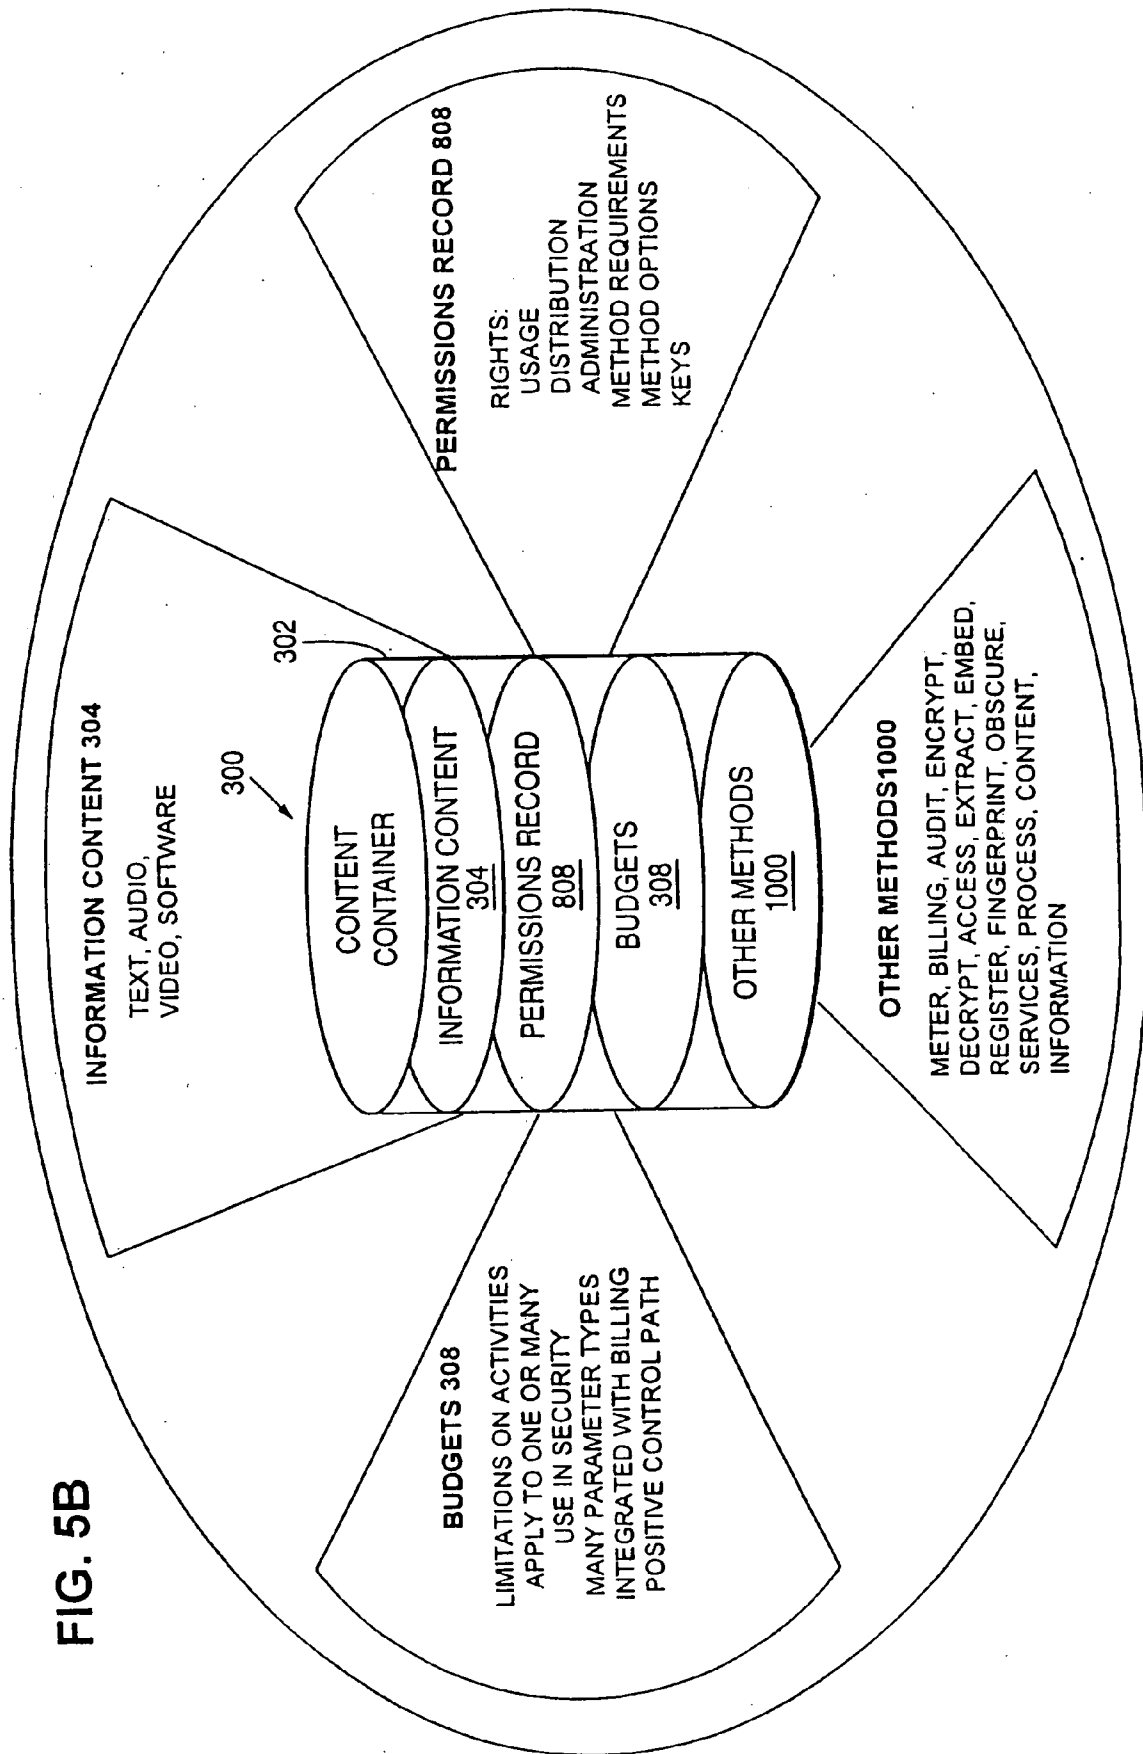 FIG. 5B
INFORMATION CONTENT 304
TEXT, AUDIO,
VIDEO, SOFTWARE
300
302
CONTENT
CONTAINER
INFORMATION CONTENT
304
PERMISSIONS RECORD
808
BUDGETS
308
OTHER METHODS
1000
BUDGETS 308
LIMITATIONS ON ACTIVITIES
APPLY TO ONE OR MANY
USE IN SECURITY
MANY PARAMETER TYPES
INTEGRATED WITH BILLING
POSITIVE CONTROL PATH
PERMISSIONS RECORD 808
RIGHTS:
USAGE
DISTRIBUTION
ADMINISTRATION
METHOD REQUIREMENTS
METHOD OPTIONS
KEYS
OTHER METHODS1000
METER, BILLING, AUDIT, ENCRYPT,
DECRYPT, ACCESS, EXTRACT, EMBED,
REGISTER, FINGERPRINT, OBSCURE,
SERVICES, PROCESS, CONTENT,
INFORMATION